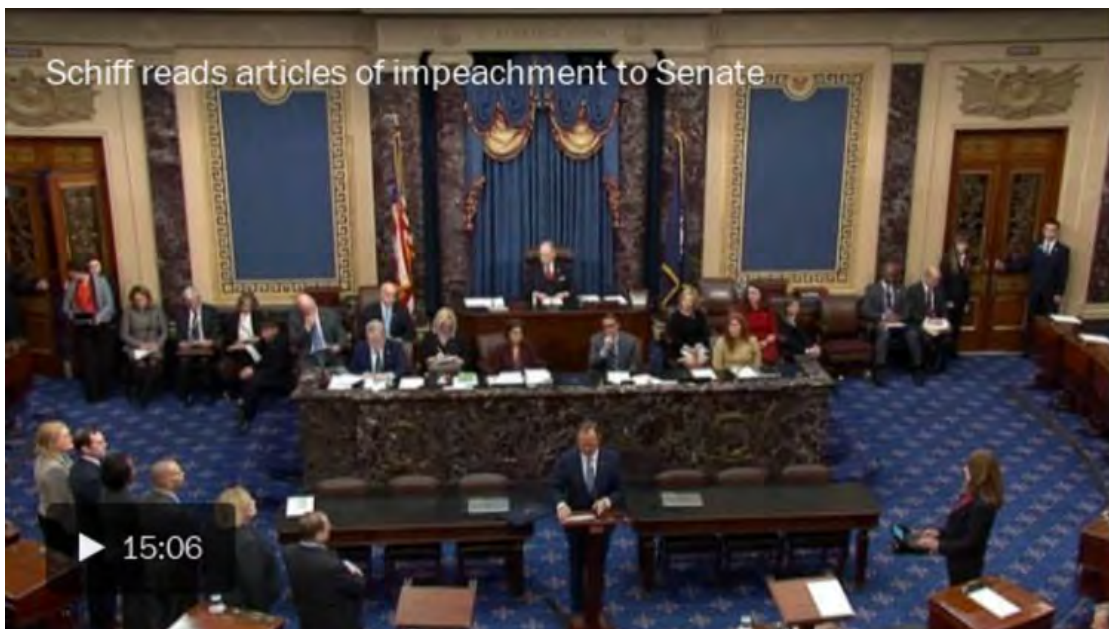 Schiff reads articles of impeachment to Senate
15:06